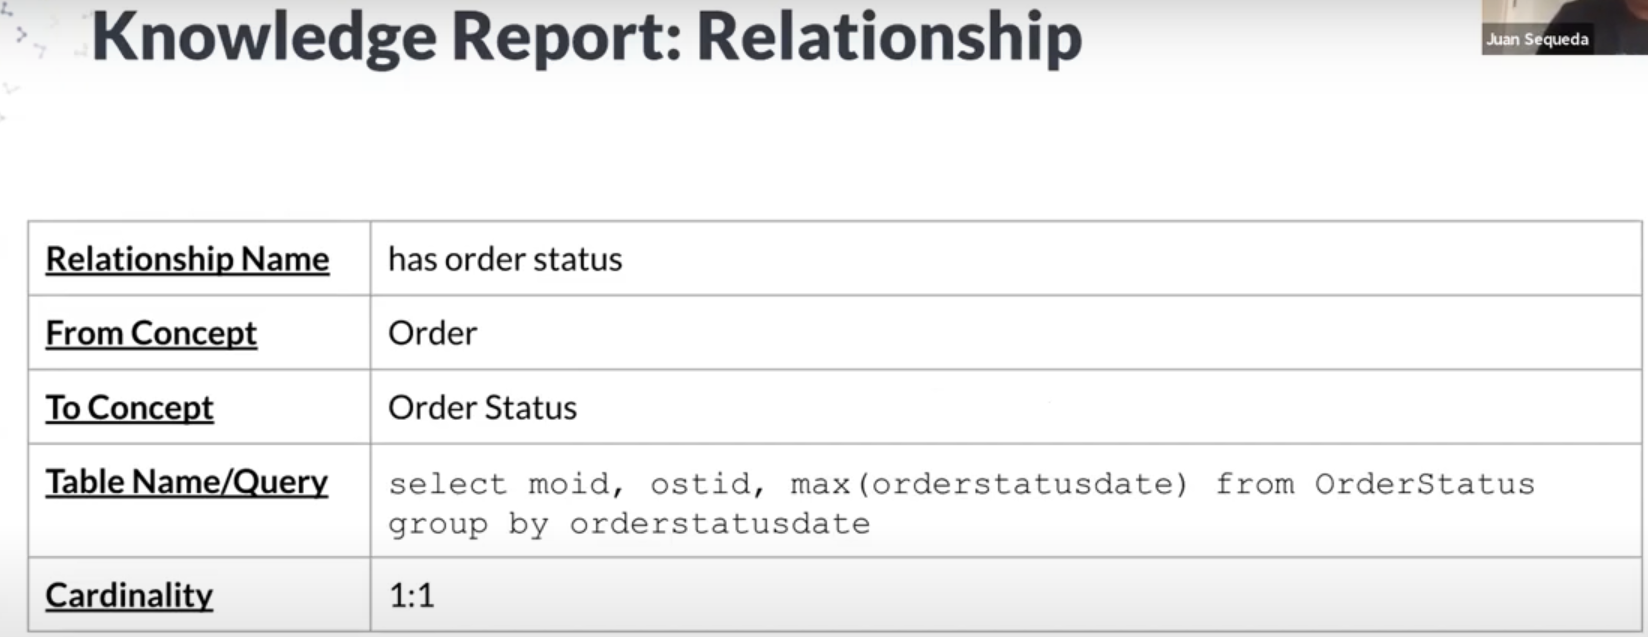 Knowledge Report: Relationship
Juan Sequeda
Relationship Name
has order status
From Concept
Order
To Concept
Order Status
Table Name/Query
select moid, ostid, max(orderstatusdate) from OrderStatus
group by orderstatusdate
Cardinality
1:1